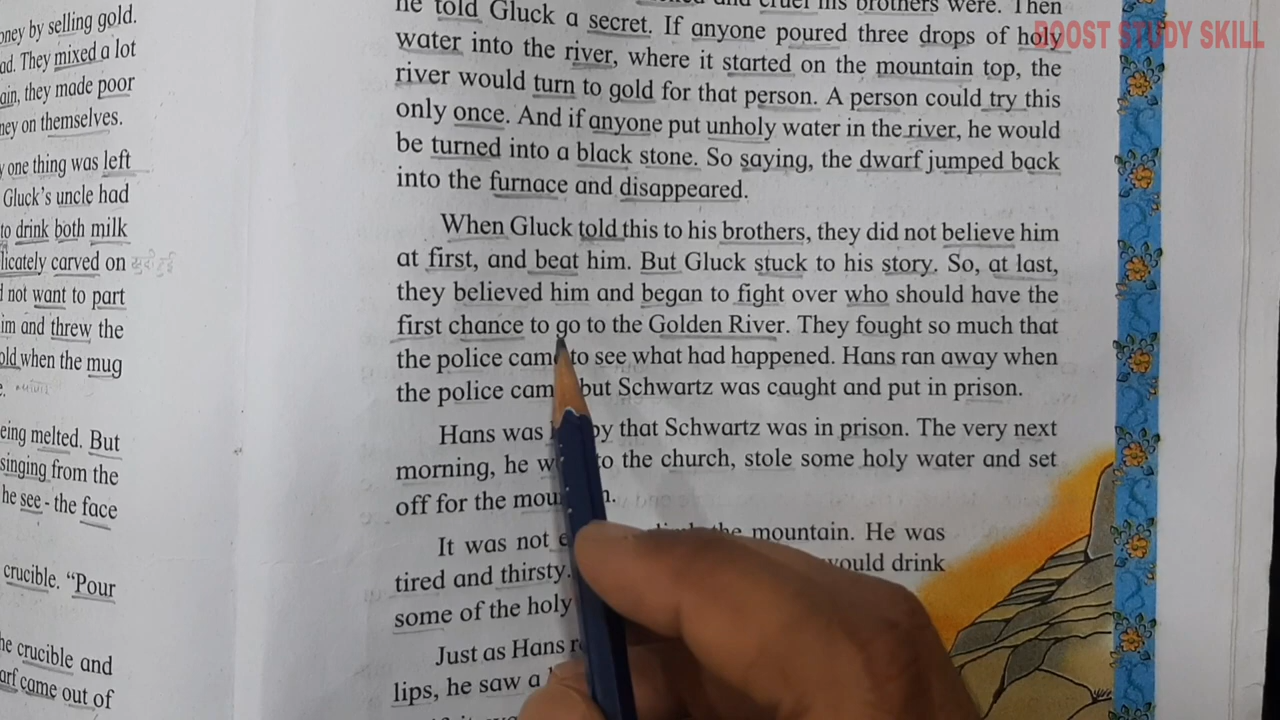 oney by selling gold.
ad. They mixed a lot
ain, they made poor
ney on themselves.
one thing was left
Gluck's uncle had
to drink both milk
licately carved on खुदी हुई
not want to part
im and threw the
old when the mug
eing melted. But
singing from the
he see - the face
crucible. "Pour
he crucible and
arf came out of
and cruel his brothers were. Then
he told Gluck a secret. If anyone poured three drops of holy
water into the river, where it started on the mountain top, the
river would turn to gold for that person. A person could try this
only once. And if anyone put unholy water in the river, he would
be turned into a black stone. So saying, the dwarf jumped back
into the furnace and disappeared.
When Gluck told this to his brothers, they did not believe him
at first, and beat him. But Gluck stuck to his story. So, at last,
they believed him and began to fight over who should have the
first chance to go to the Golden River. They fought so much that
the police came to see what had happened. Hans ran away when
the police cam but Schwartz was caught and put in prison.
Hans was py that Schwartz was in prison. The very next
morning, he w to the church, stole some holy water and set
off for the mou n.
It was not the mountain. He was
tired and thirsty. would drink
some of the holy
Just as Hans r
lips, he saw a
BOOST STUDY SKILL